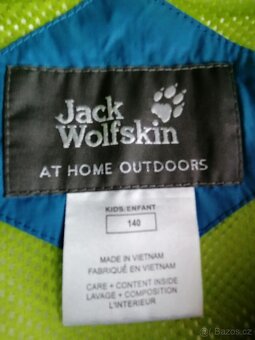 Jack
Wolfskin
AT HOME OUTDOORS
KIDS/ENFANT
140
MADE IN VIETNAM
FABRIQUÉ EN VIETNAM
CARE + CONTENT INSIDE
LAVAGE + COMPOSITION
L'INTERIEUR
Bazoš.cz